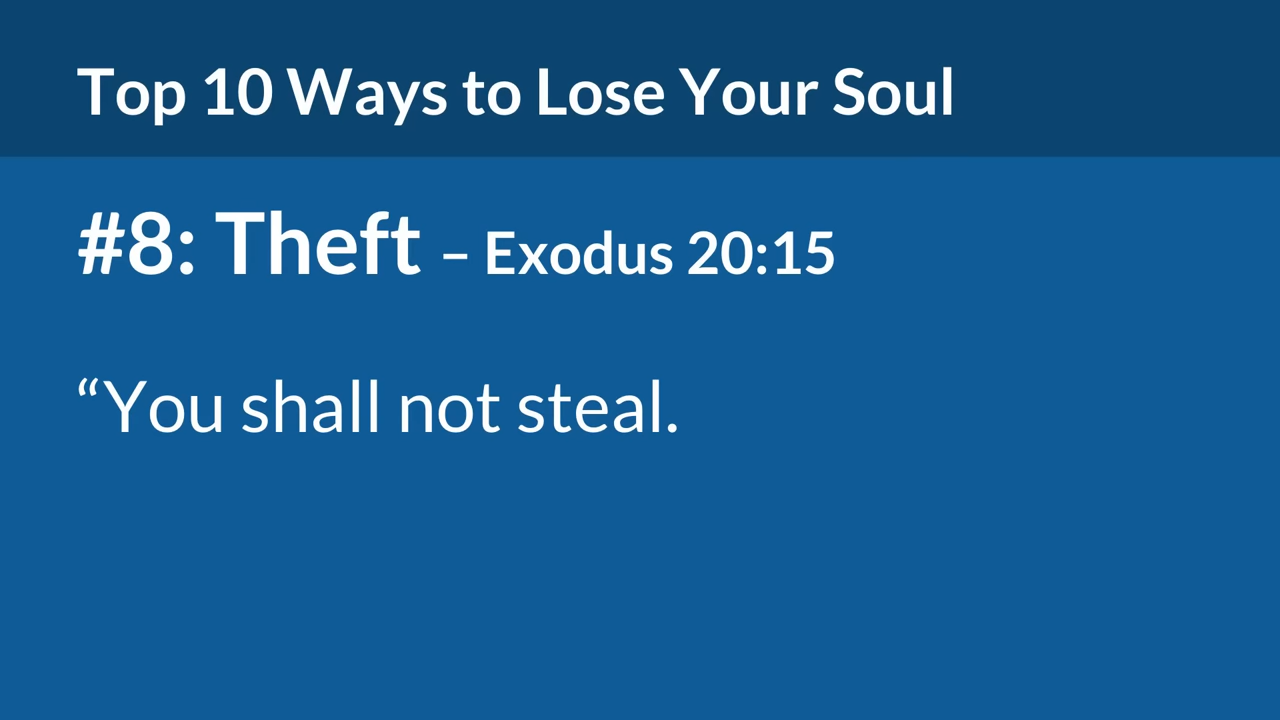 Top 10 Ways to Lose Your Soul
#8: Theft – Exodus 20:15
“You shall not steal.